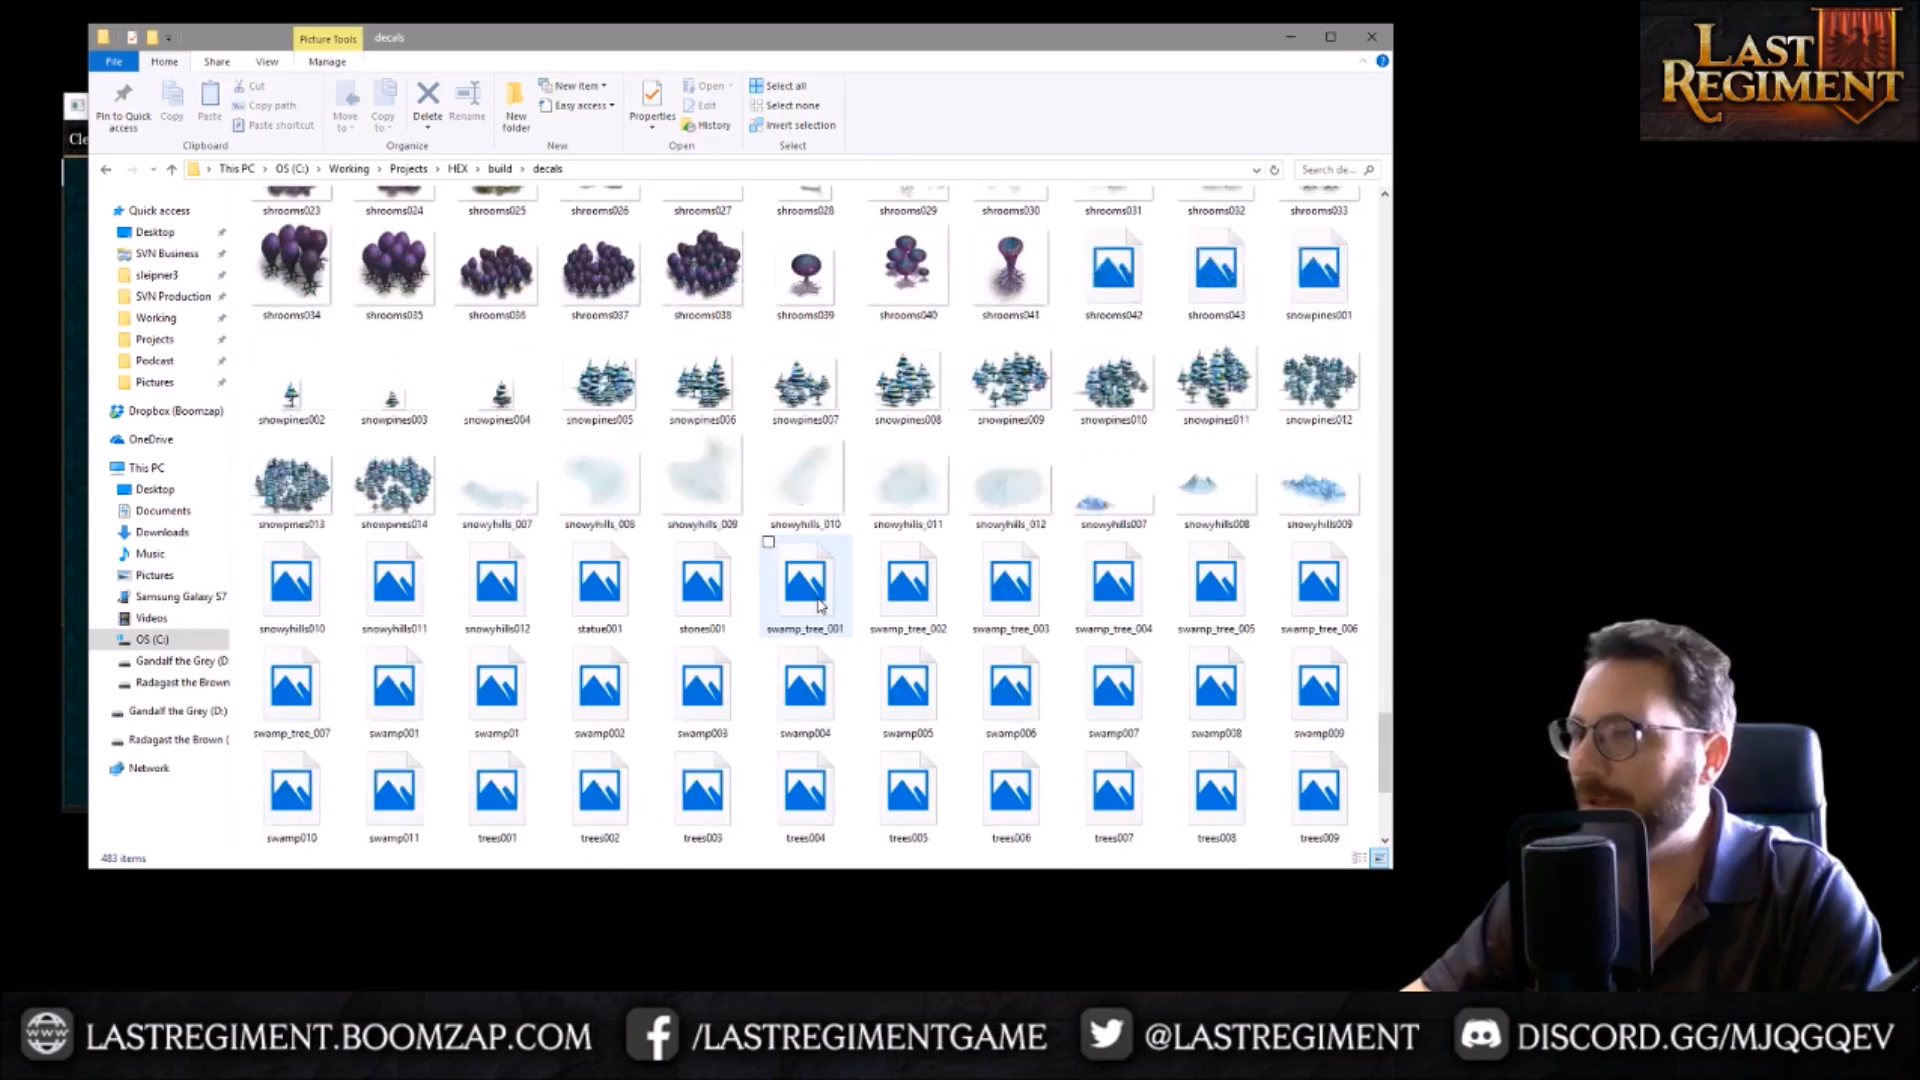 Picture Tools
decals
File
Home
Share
View
Manage
Pin to Quick
access
Copy
Paste
Cut
Copy path
Paste shortcut
Move
to
Copy
to
Delete
Rename
New
folder
New item
Easy access
Properties
Open
Edit
History
Select all
Select none
Invert selection
Clipboard
Organize
New
Open
Select
This PC > OS (C:) > Working > Projects > HEX > build > decals
Search de...
Cle
Quick access
Desktop
SVN Business
sleipner3
SVN Production
Working
Projects
Podcast
Pictures
Dropbox (Boomzap)
OneDrive
This PC
Desktop
Documents
Downloads
Music
Pictures
Samsung Galaxy S7
Videos
OS (C:)
Gandalf the Grey (D
Radagast the Brown
Gandalf the Grey (D:)
Radagast the Brown (
Network
shrooms023 shrooms024 shrooms025 shrooms026 shrooms027 shrooms028 shrooms029 shrooms030 shrooms031 shrooms032 shrooms033
shrooms034 shrooms035 shrooms036 shrooms037 shrooms038 shrooms039 shrooms040 shrooms041 shrooms042 shrooms043 snowpines001
snowpines002 snowpines003 snowpines004 snowpines005 snowpines006 snowpines007 snowpines008 snowpines009 snowpines010 snowpines011 snowpines012
snowpines013 snowpines014 snowyhills_007 snowyhills_008 snowyhills_009 snowyhills_010 snowyhills_011 snowyhills_012 snowyhills007 snowyhills008 snowyhills009
snowyhills010 snowyhills011 snowyhills012 statue001 stones001 swamp_tree_001 swamp_tree_002 swamp_tree_003 swamp_tree_004 swamp_tree_005 swamp_tree_006
swamp_tree_007 swamp001 swamp01 swamp002 swamp003 swamp004 swamp005 swamp006 swamp007 swamp008 swamp009
swamp010 swamp011 trees001 trees002 trees003 trees004 trees005 trees006 trees007 trees008 trees009
483 items
LAST
REGIMENT
WWW
LASTREGIMENT.BOOMZAP.COM
/LASTREGIMENTGAME
@LASTREGIMENT
DISCORD.GG/MJQGQEV